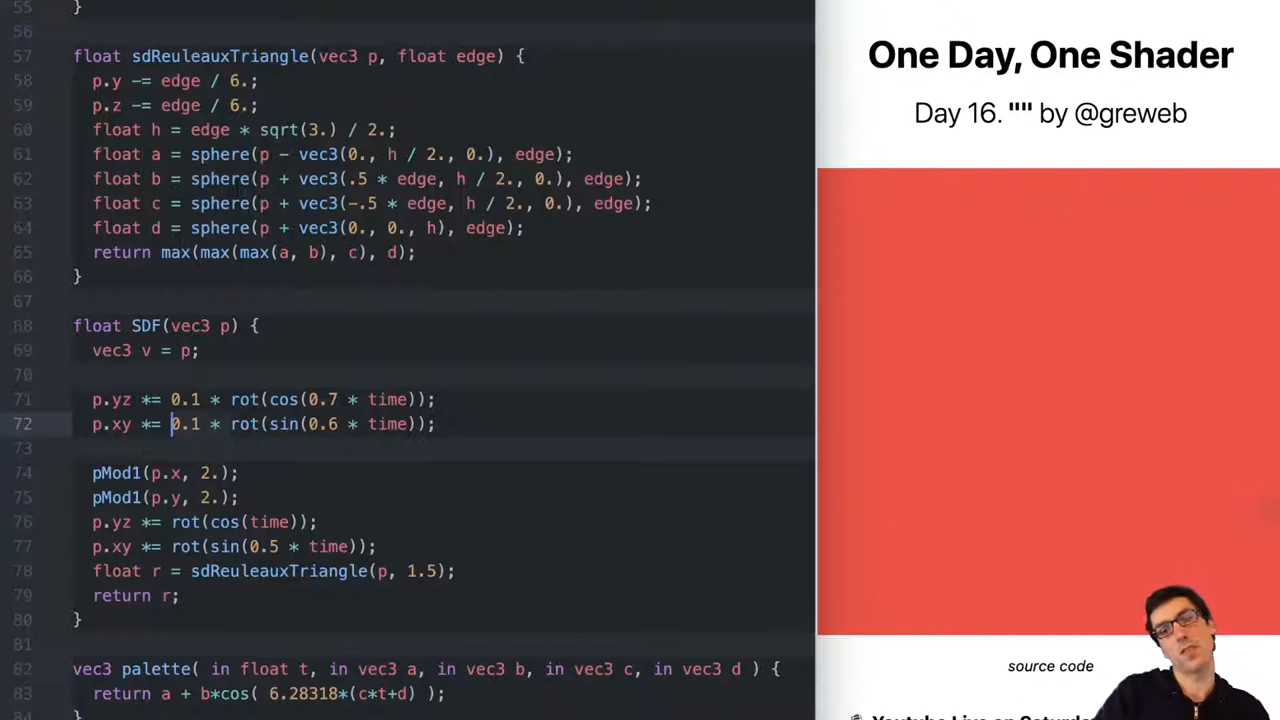 55 }
56
57 float sdReuleauxTriangle(vec3 p, float edge) {
58 p.y -= edge / 6.;
59 p.z -= edge / 6.;
60 float h = edge * sqrt(3.) / 2.;
61 float a = sphere(p - vec3(0., h / 2., 0.), edge);
62 float b = sphere(p + vec3(.5 * edge, h / 2., 0.), edge);
63 float c = sphere(p + vec3(-.5 * edge, h / 2., 0.), edge);
64 float d = sphere(p + vec3(0., 0., h), edge);
65 return max(max(max(a, b), c), d);
66 }
67
68 float SDF(vec3 p) {
69 vec3 v = p;
70
71 p.yz *= 0.1 * rot(cos(0.7 * time));
72 p.xy *= 0.1 * rot(sin(0.6 * time));
73
74 pMod1(p.x, 2.);
75 pMod1(p.y, 2.);
76 p.yz *= rot(cos(time));
77 p.xy *= rot(sin(0.5 * time));
78 float r = sdReuleauxTriangle(p, 1.5);
79 return r;
80 }
81
82 vec3 palette( in float t, in vec3 a, in vec3 b, in vec3 c, in vec3 d ) {
83 return a + b*cos( 6.28318*(c*t+d) );
84 }
One Day, One Shader
Day 16. "" by @greweb
source code
Youtube Live on Saturda